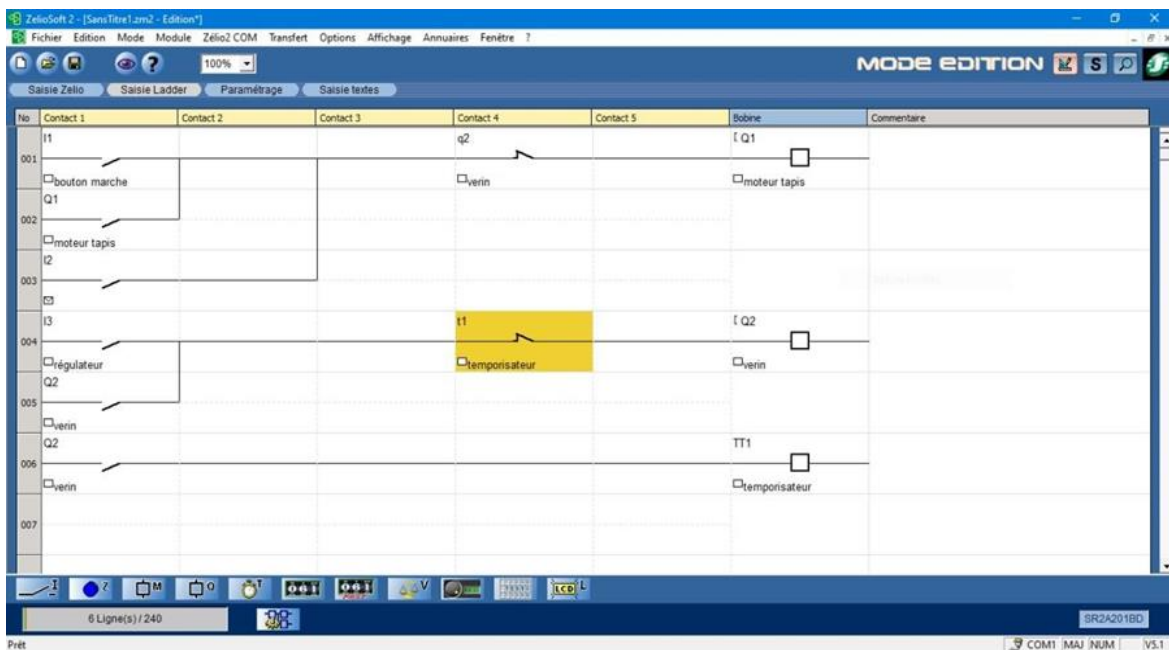 ZelioSoft 2 - [SansTitre1.zm2 - Edition*]
Fichier Edition Mode Module Zélio2 COM Transfert Options Affichage Annuaires Fenêtre ?
100% MODE EDITION S
Saisie Zelio Saisie Ladder Paramétrage Saisie textes
No Contact 1 Contact 2 Contact 3 Contact 4 Contact 5 Bobine Commentaire
I1 q2 [ Q1
001
bouton marche verin moteur tapis
Q1
002
moteur tapis
I2
003
I3 t1 [ Q2
004
régulateur temporisateur verin
Q2
005
verin
Q2 TT1
006
verin temporisateur
007
I Z M Q T V LCD L
6 Ligne(s) / 240 SR2A201BD
Prêt COM1 MAJ NUM V5.1